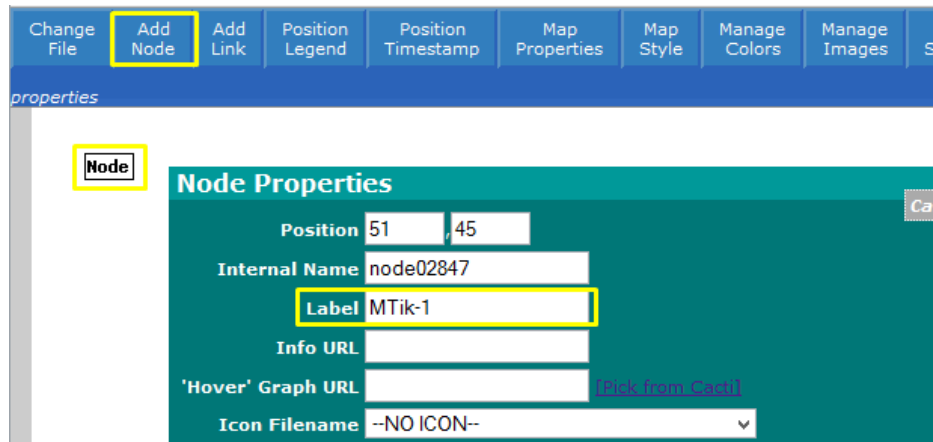 Change File
Add Node
Add Link
Position Legend
Position Timestamp
Map Properties
Map Style
Manage Colors
Manage Images
properties
Node
Node Properties
Position 51 , 45
Internal Name node02847
Label MTik-1
Info URL
'Hover' Graph URL [Pick from Cacti]
Icon Filename --NO ICON--